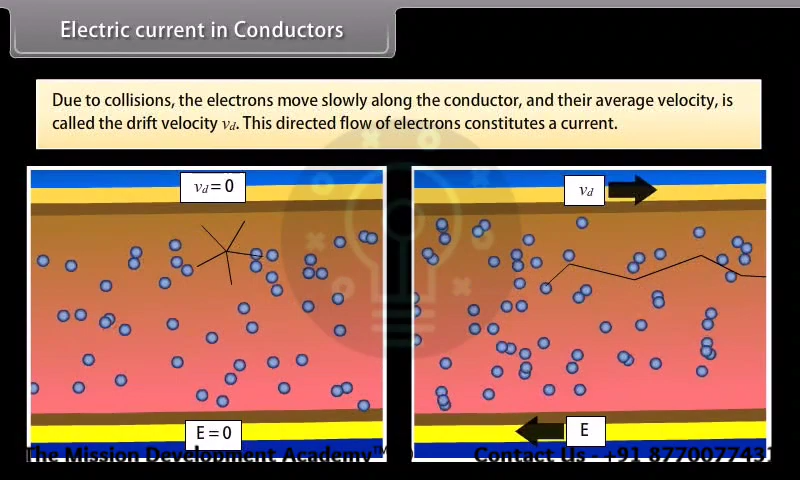 Electric current in Conductors
Due to collisions, the electrons move slowly along the conductor, and their average velocity, is
called the drift velocity vd. This directed flow of electrons constitutes a current.
vd = 0
vd
E = 0
E
The Mission Development Academy™
Contact Us - +91 8770077431